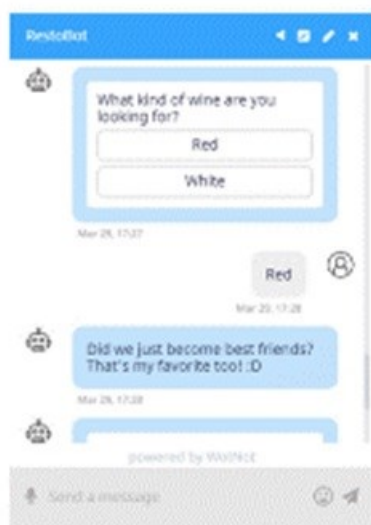 RestoBot
What kind of wine are you
looking for?
Red
White
Mar 29, 17:27
Red
Mar 29, 17:28
Did we just become best friends?
That's my favorite too! :D
Mar 29, 17:28
powered by WotNot
Send a message